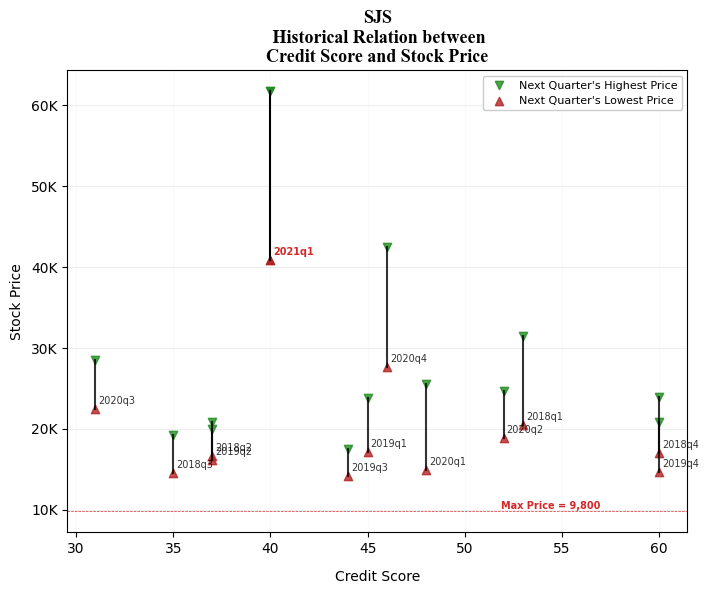 SJS
Historical Relation between
Credit Score and Stock Price
Next Quarter's Highest Price
Next Quarter's Lowest Price
60K
50K
40K
30K
20K
10K
Stock Price
2021q1
2020q4
2020q3
2018q1
2020q2
2019q1
2018q2
2019q2
2018q4
2018q3
2019q3
2020q1
2019q4
Max Price = 9,800
30 35 40 45 50 55 60
Credit Score